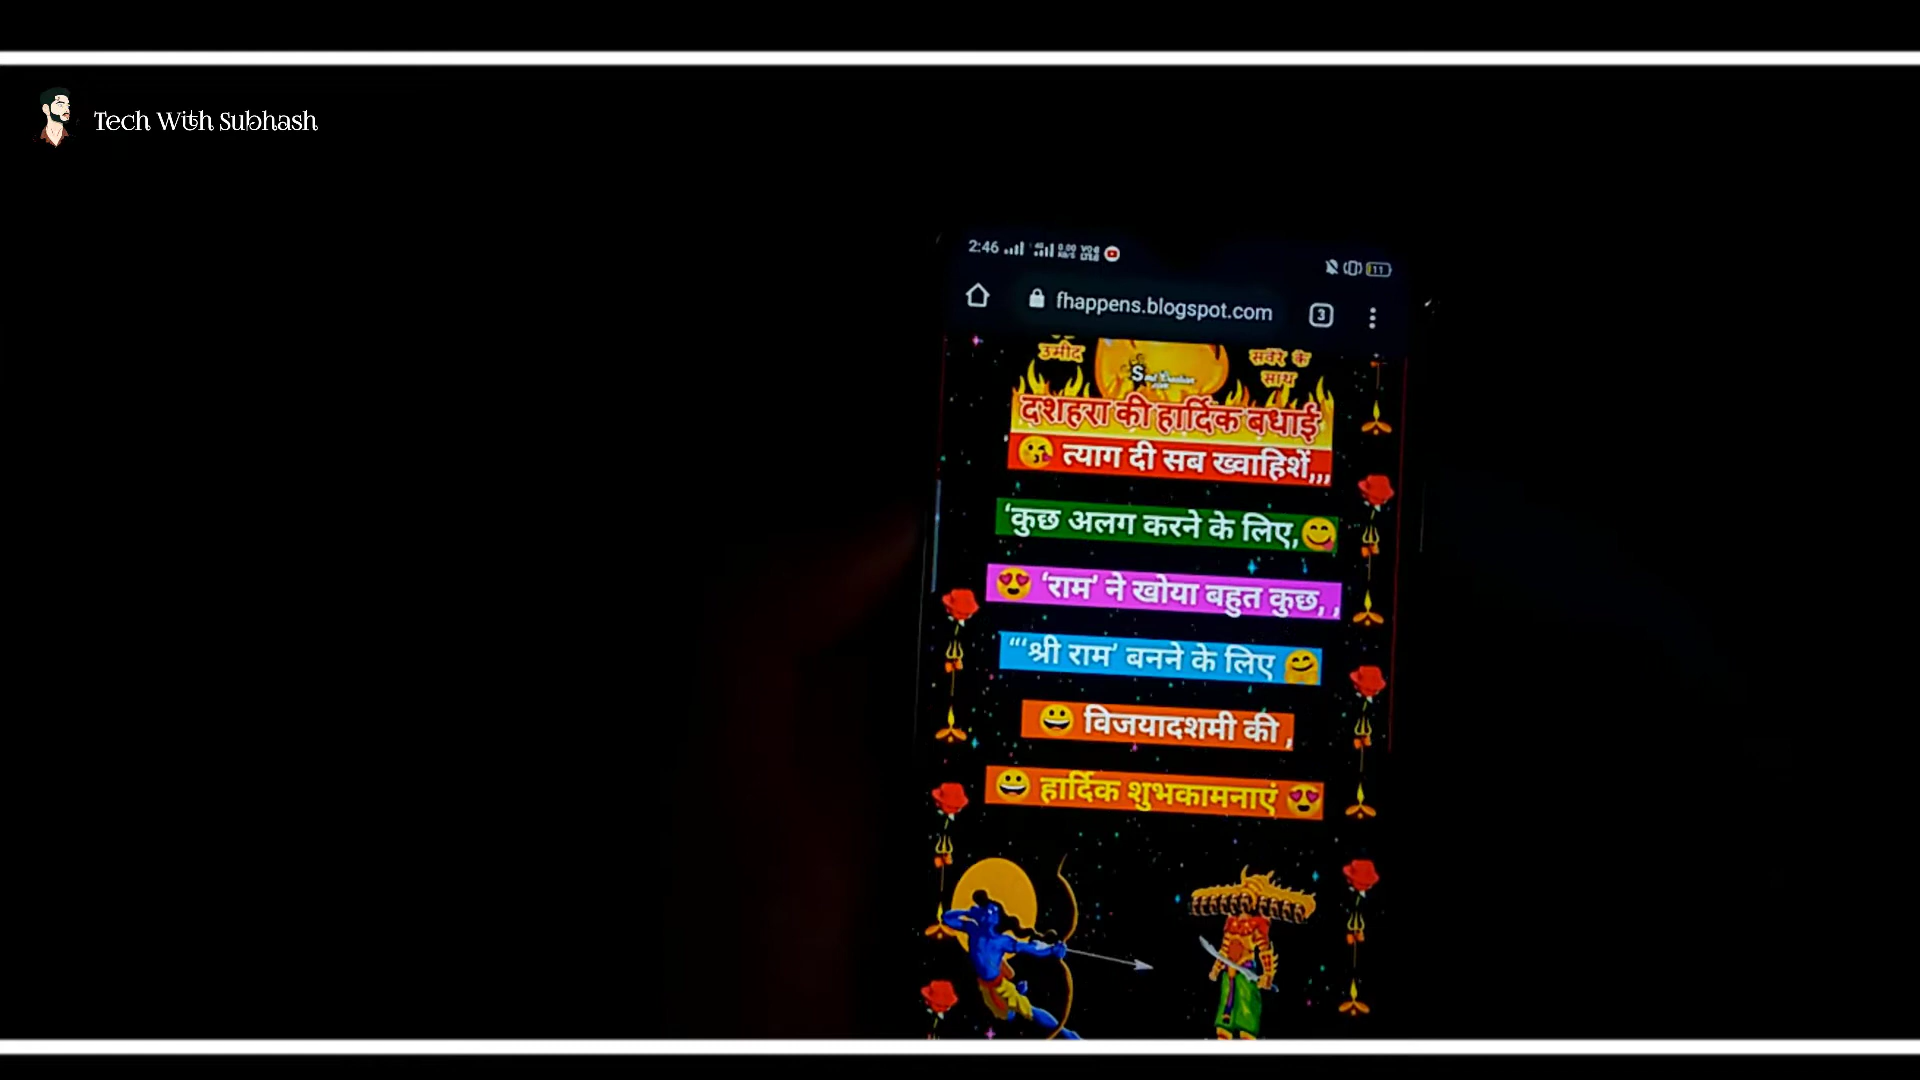 Tech With Subhash
2:46
11
fhappens.blogspot.com
3
उमीद
सवेरे के
साथ
दशहरा की हार्दिक बधाई
😘 त्याग दी सब ख्वाहिशें,,,
‘कुछ अलग करने के लिए,😋
😍 ‘राम’ ने खोया बहुत कुछ, ,
“‘श्री राम’ बनने के लिए 🤗
😀 विजयादशमी की ,
😀 हार्दिक शुभकामनाएं 😍